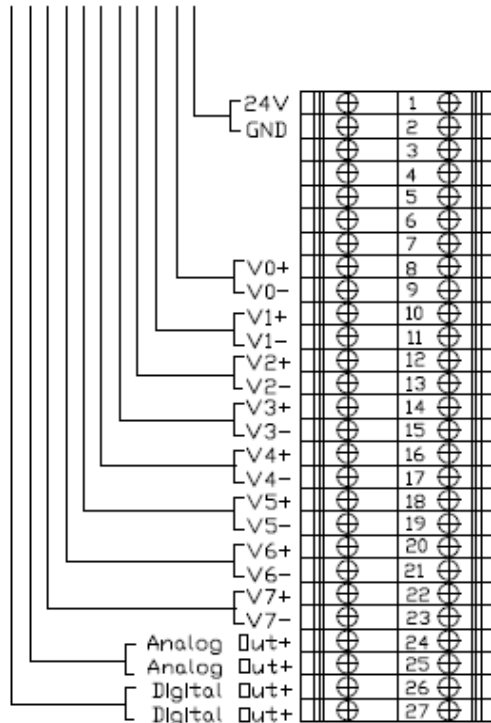 24V 1
GND 2
3
4
5
6
7
V0+ 8
V0- 9
V1+ 10
V1- 11
V2+ 12
V2- 13
V3+ 14
V3- 15
V4+ 16
V4- 17
V5+ 18
V5- 19
V6+ 20
V6- 21
V7+ 22
V7- 23
Analog Out+ 24
Analog Out+ 25
Digital Out+ 26
Digital Out+ 27